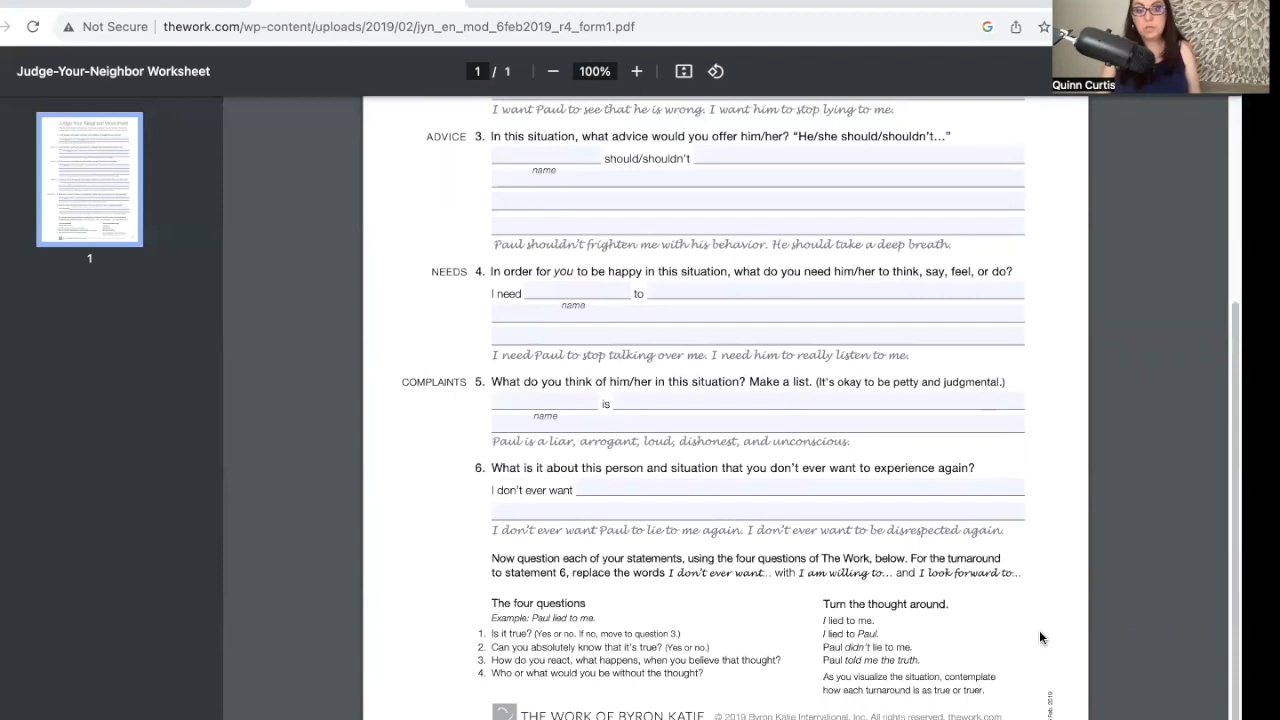 Not Secure thework.com/wp-content/uploads/2019/02/jyn_en_mod_6feb2019_r4_form1.pdf
Quinn Curtis
Judge-Your-Neighbor Worksheet
1 / 1
100%
1
I want Paul to see that he is wrong. I want him to stop lying to me.
ADVICE 3. In this situation, what advice would you offer him/her? “He/she should/shouldn’t...”
should/shouldn’t
name
Paul shouldn’t frighten me with his behavior. He should take a deep breath.
NEEDS 4. In order for you to be happy in this situation, what do you need him/her to think, say, feel, or do?
I need to
name
I need Paul to stop talking over me. I need him to really listen to me.
COMPLAINTS 5. What do you think of him/her in this situation? Make a list. (It’s okay to be petty and judgmental.)
is
name
Paul is a liar, arrogant, loud, dishonest, and unconscious.
6. What is it about this person and situation that you don’t ever want to experience again?
I don’t ever want
I don’t ever want Paul to lie to me again. I don’t ever want to be disrespected again.
Now question each of your statements, using the four questions of The Work, below. For the turnaround
to statement 6, replace the words I don’t ever want... with I am willing to... and I look forward to...
The four questions
Example: Paul lied to me.
1. Is it true? (Yes or no. If no, move to question 3.)
2. Can you absolutely know that it’s true? (Yes or no.)
3. How do you react, what happens, when you believe that thought?
4. Who or what would you be without the thought?
Turn the thought around.
I lied to me.
I lied to Paul.
Paul didn’t lie to me.
Paul told me the truth.
As you visualize the situation, contemplate
how each turnaround is as true or truer.
THE WORK OF BYRON KATIE © 2019 Byron Katie International, Inc. All rights reserved. thework.com
Feb. 2019